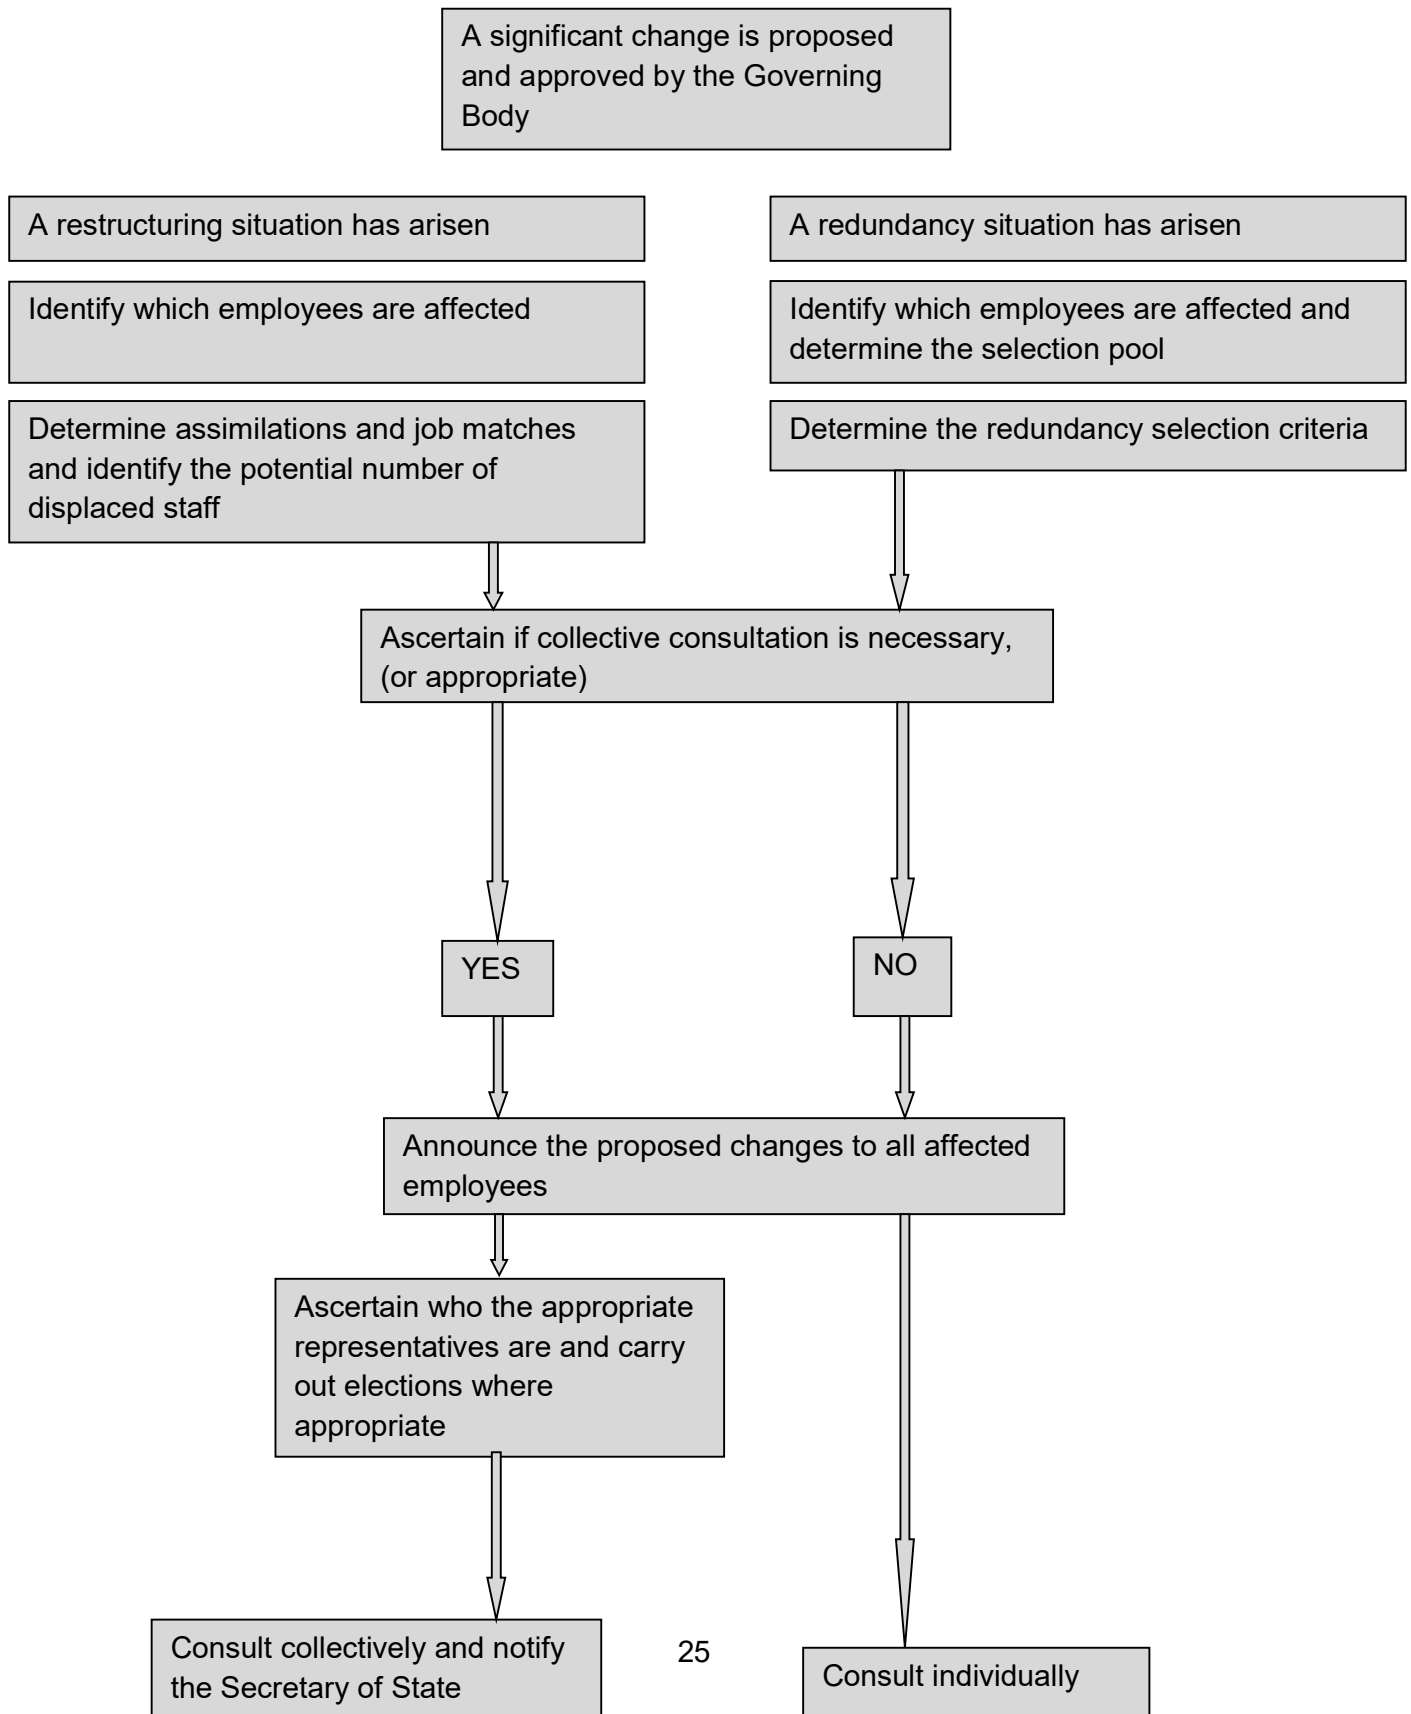 A significant change is proposed
and approved by the Governing
Body
A restructuring situation has arisen
A redundancy situation has arisen
Identify which employees are affected
Identify which employees are affected and
determine the selection pool
Determine assimilations and job matches
and identify the potential number of
displaced staff
Determine the redundancy selection criteria
Ascertain if collective consultation is necessary,
(or appropriate)
YES
NO
Announce the proposed changes to all affected
employees
Ascertain who the appropriate
representatives are and carry
out elections where
appropriate
Consult collectively and notify
the Secretary of State
25
Consult individually